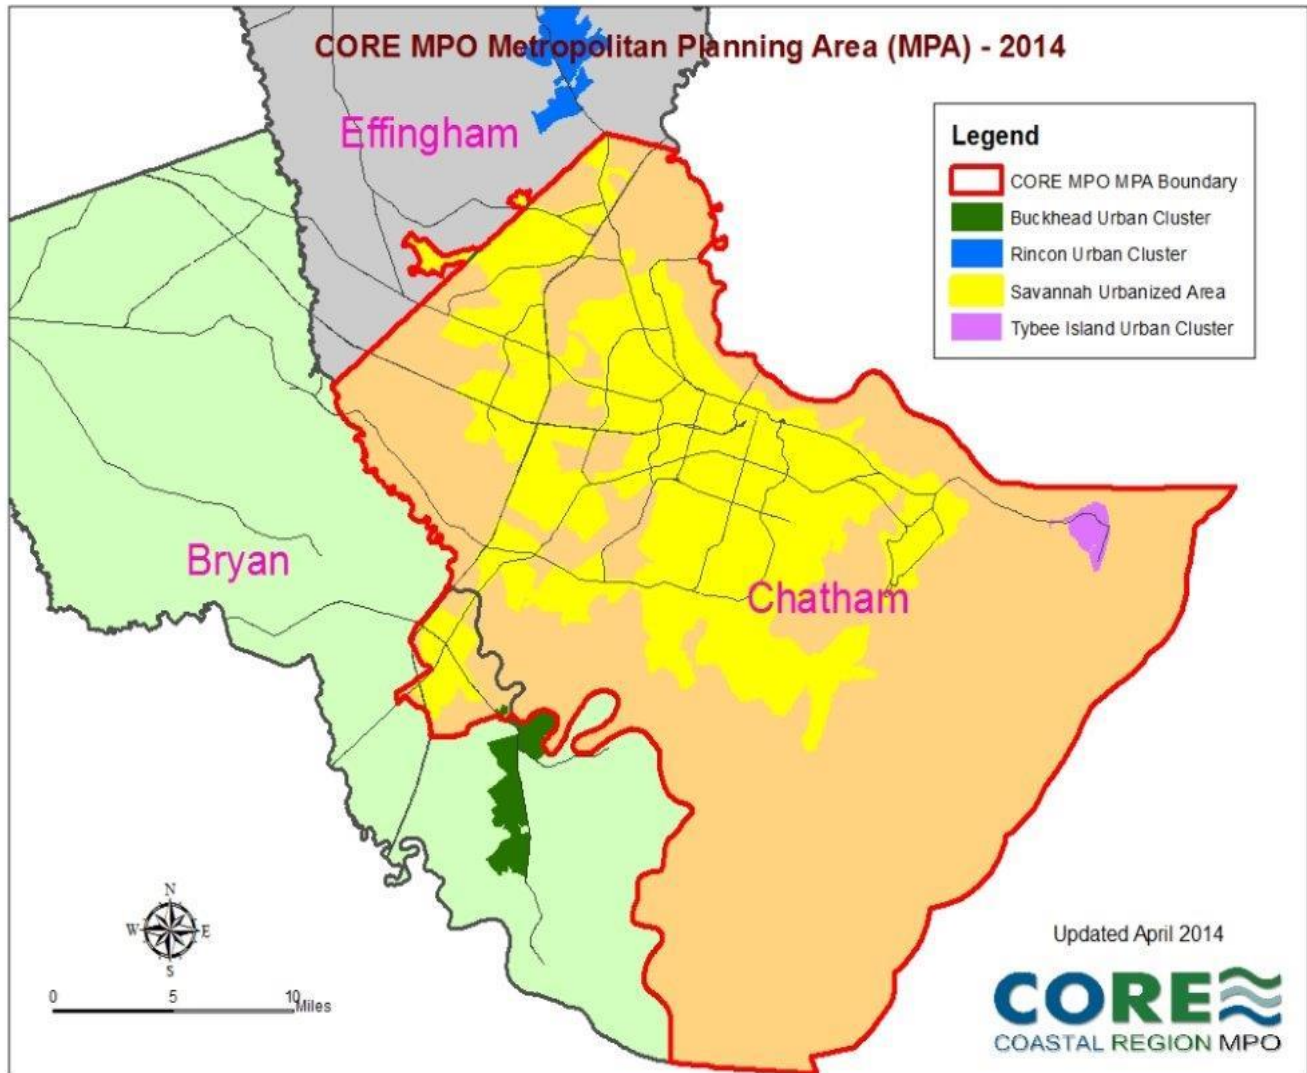 CORE MPO Metropolitan Planning Area (MPA) - 2014
Effingham
Legend
CORE MPO MPA Boundary
Buckhead Urban Cluster
Rincon Urban Cluster
Savannah Urbanized Area
Tybee Island Urban Cluster
Bryan
Chatham
N
W E
S
0 5 10 Miles
Updated April 2014
CORE
COASTAL REGION MPO